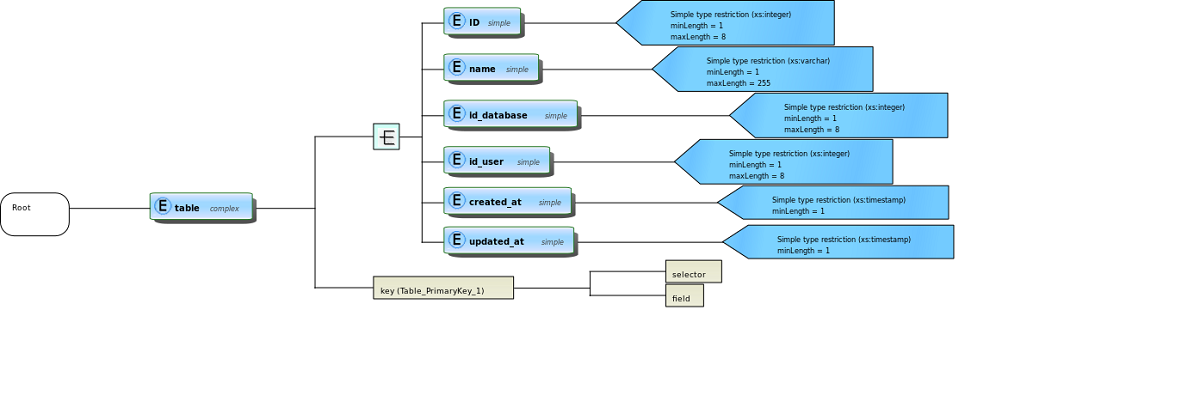 E ID simple
Simple type restriction (xs:integer)
minLength = 1
maxLength = 8
E name simple
Simple type restriction (xs:varchar)
minLength = 1
maxLength = 255
E id_database simple
Simple type restriction (xs:integer)
minLength = 1
maxLength = 8
E id_user simple
Simple type restriction (xs:integer)
minLength = 1
maxLength = 8
Root
E table complex
E created_at simple
Simple type restriction (xs:timestamp)
minLength = 1
E updated_at simple
Simple type restriction (xs:timestamp)
minLength = 1
key (Table_PrimaryKey_1)
selector
field